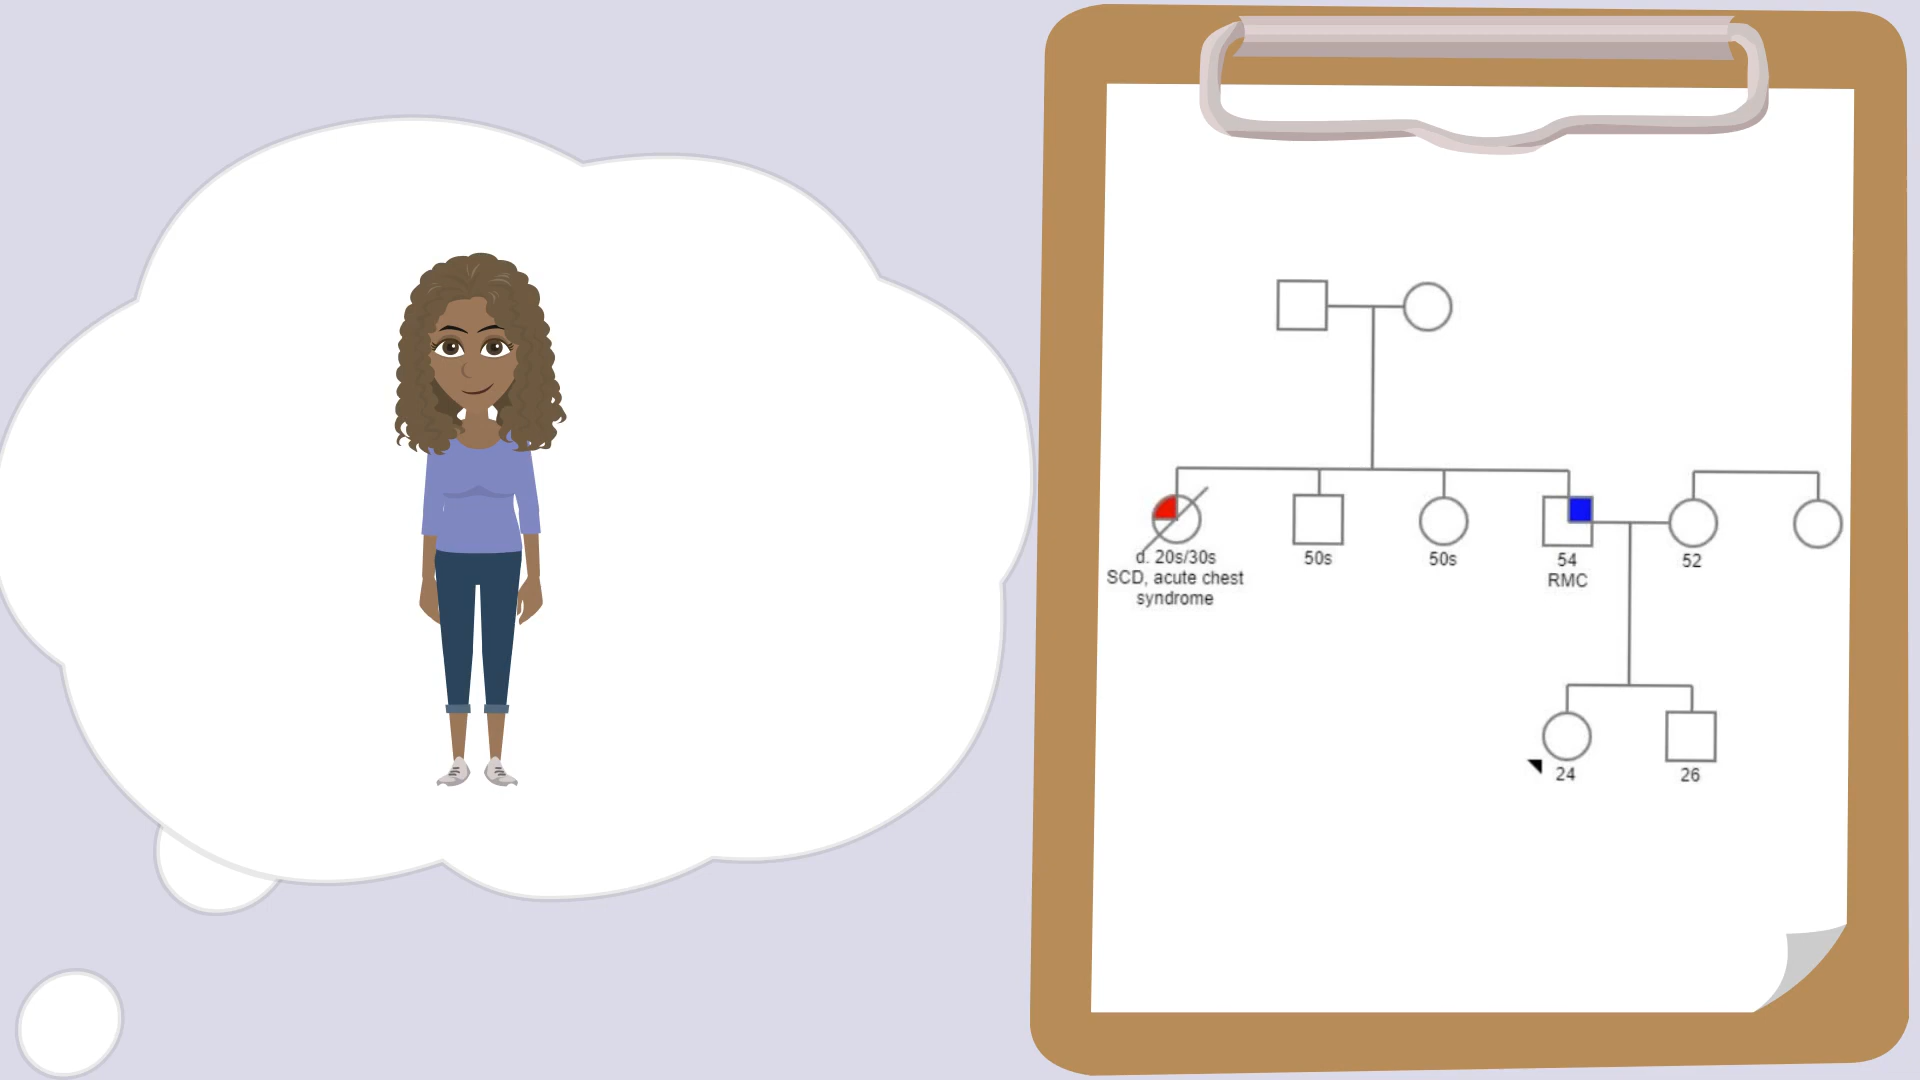 d. 20s/30s
SCD, acute chest
syndrome
50s
50s
54
RMC
52
24
26